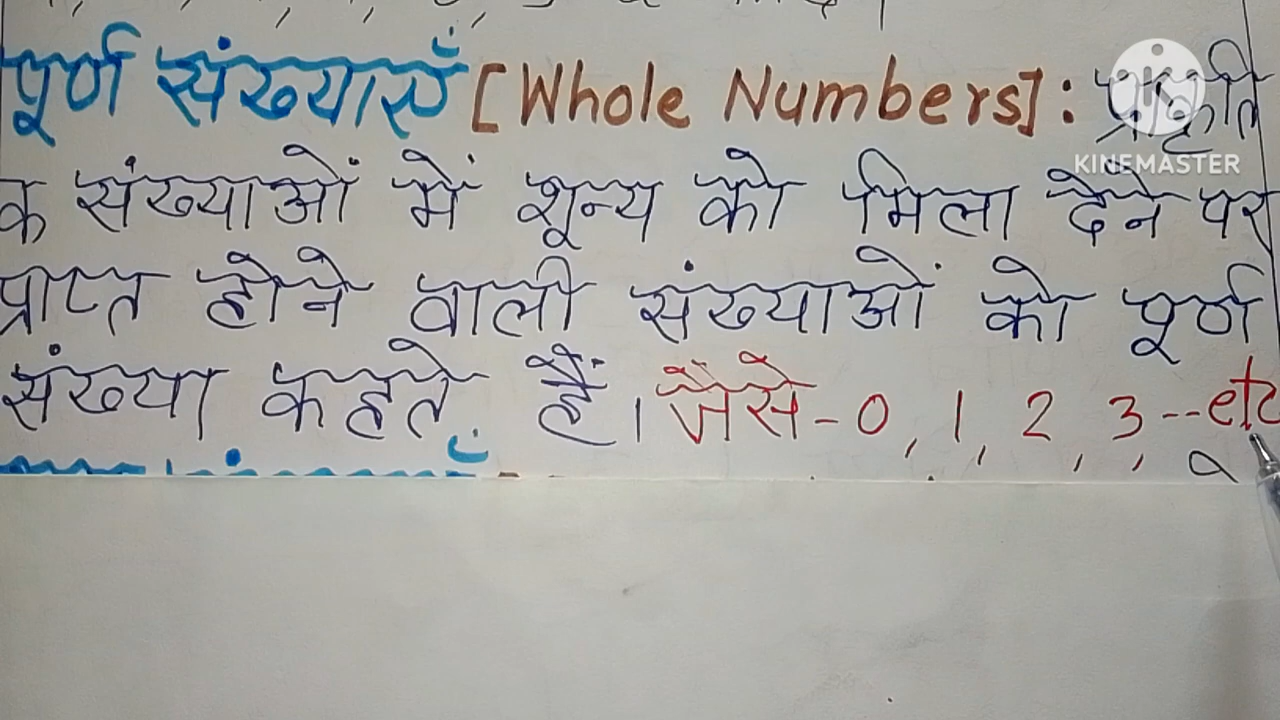 पूर्ण संख्याएँ [Whole Numbers] : प्राकृति
KINEMASTER
क संख्याओं में शून्य को मिला देने पर
प्राप्त होने वाली संख्याओं को पूर्ण
संख्या कहते हैं। जैसे - 0, 1, 2, 3, -- etc